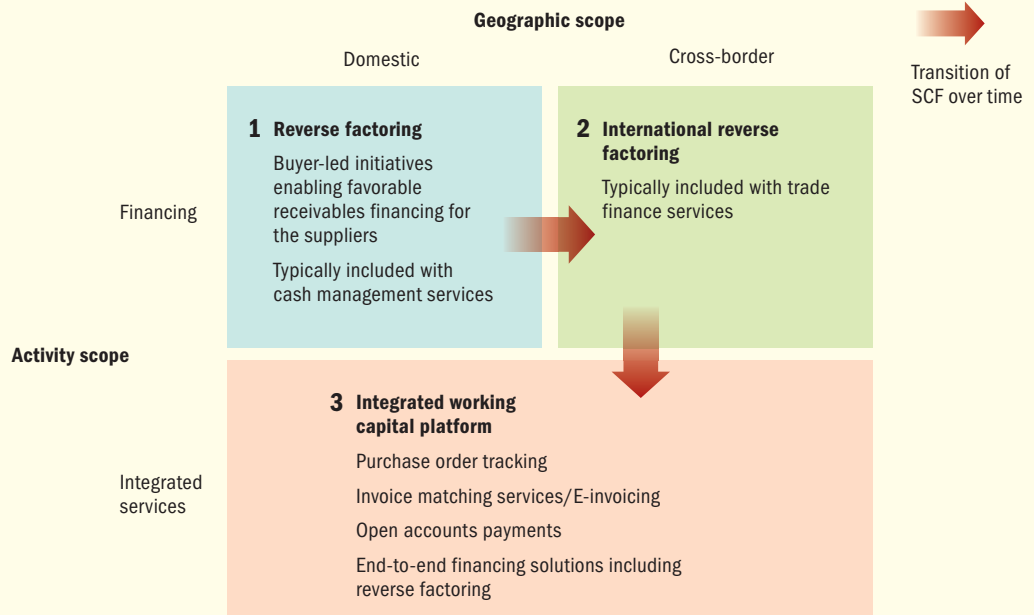 Geographic scope
Domestic
Cross-border
Transition of
SCF over time
Activity scope
Financing
1 Reverse factoring
Buyer-led initiatives
enabling favorable
receivables financing for
the suppliers
Typically included with
cash management services
2 International reverse
factoring
Typically included with trade
finance services
Integrated
services
3 Integrated working
capital platform
Purchase order tracking
Invoice matching services/E-invoicing
Open accounts payments
End-to-end financing solutions including
reverse factoring